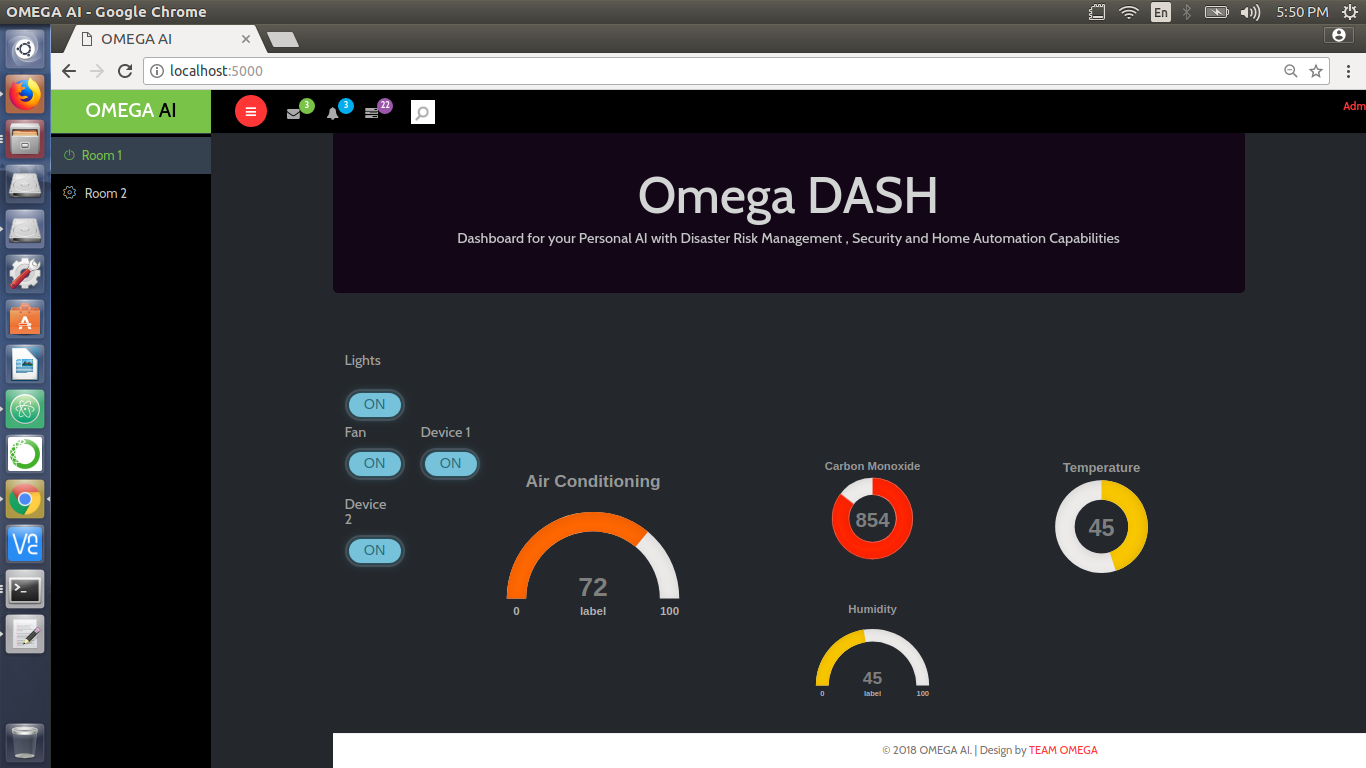 OMEGA AI - Google Chrome
En
5:50 PM
OMEGA AI
localhost:5000
OMEGA AI
3
3
22
Adm
Room 1
Room 2
Omega DASH
Dashboard for your Personal AI with Disaster Risk Management , Security and Home Automation Capabilities
Lights
ON
Fan
Device 1
ON
ON
Device
2
ON
Air Conditioning
72
0
label
100
Carbon Monoxide
854
Temperature
45
Humidity
45
0
label
100
© 2018 OMEGA AI. | Design by TEAM OMEGA